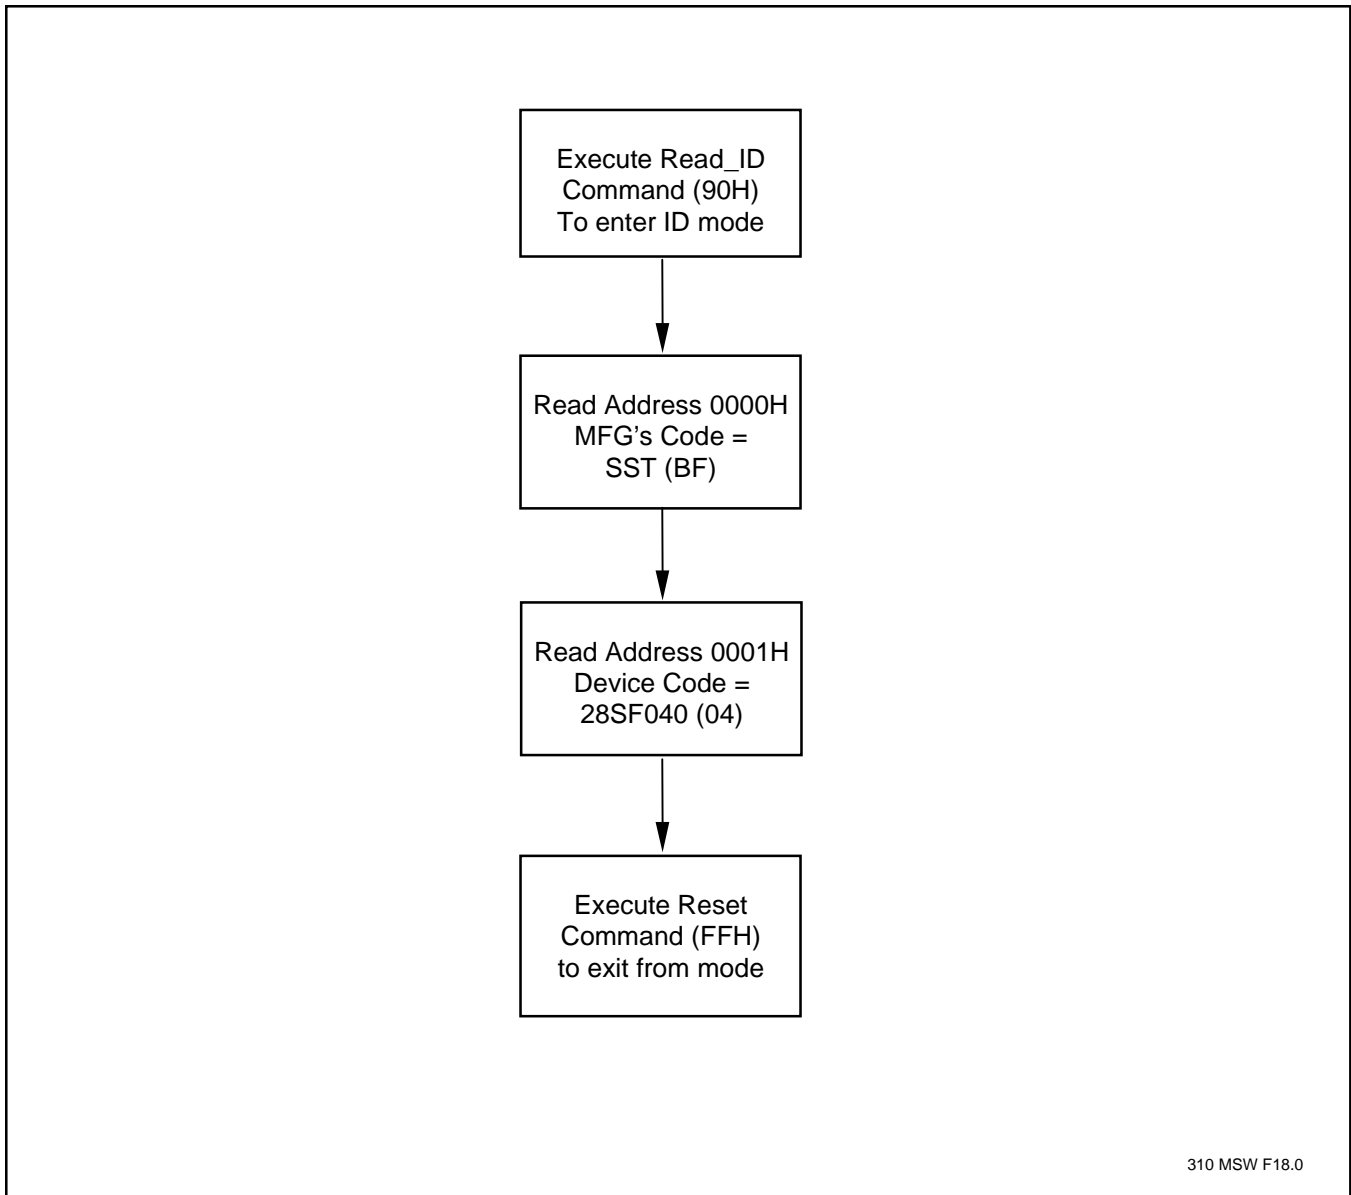 Execute Read_ID
Command (90H)
To enter ID mode
Read Address 0000H
MFG's Code =
SST (BF)
Read Address 0001H
Device Code =
28SF040 (04)
Execute Reset
Command (FFH)
to exit from mode
310 MSW F18.0